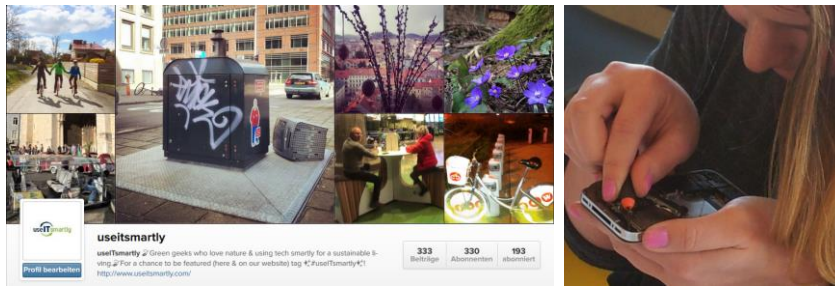 useITsmartly
Profil bearbeiten
useitsmartly
useITsmartly 🌿Green geeks who love nature & using tech smartly for a sustainable li-
ving.🌿For a chance to be featured (here & on our website) tag 🌿#useITsmartly🌿!
http://www.useitsmartly.com/
333
Beiträge
330
Abonnenten
193
abonniert